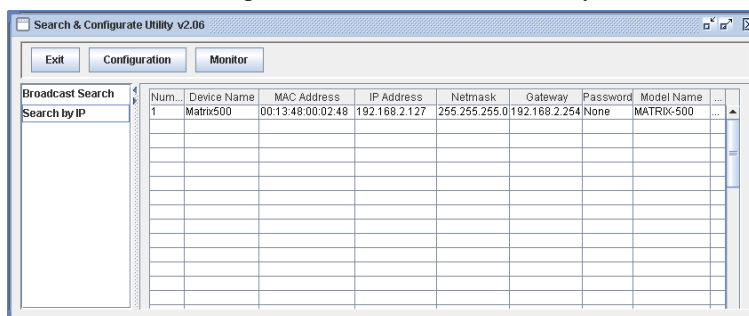 Search & Configurate Utility v2.06
Exit Configuration Monitor
Broadcast Search
Search by IP
Num... Device Name MAC Address IP Address Netmask Gateway Password Model Name ...
1 Matrix500 00:13:48:00:02:48 192.168.2.127 255.255.255.0 192.168.2.254 None MATRIX-500 ...